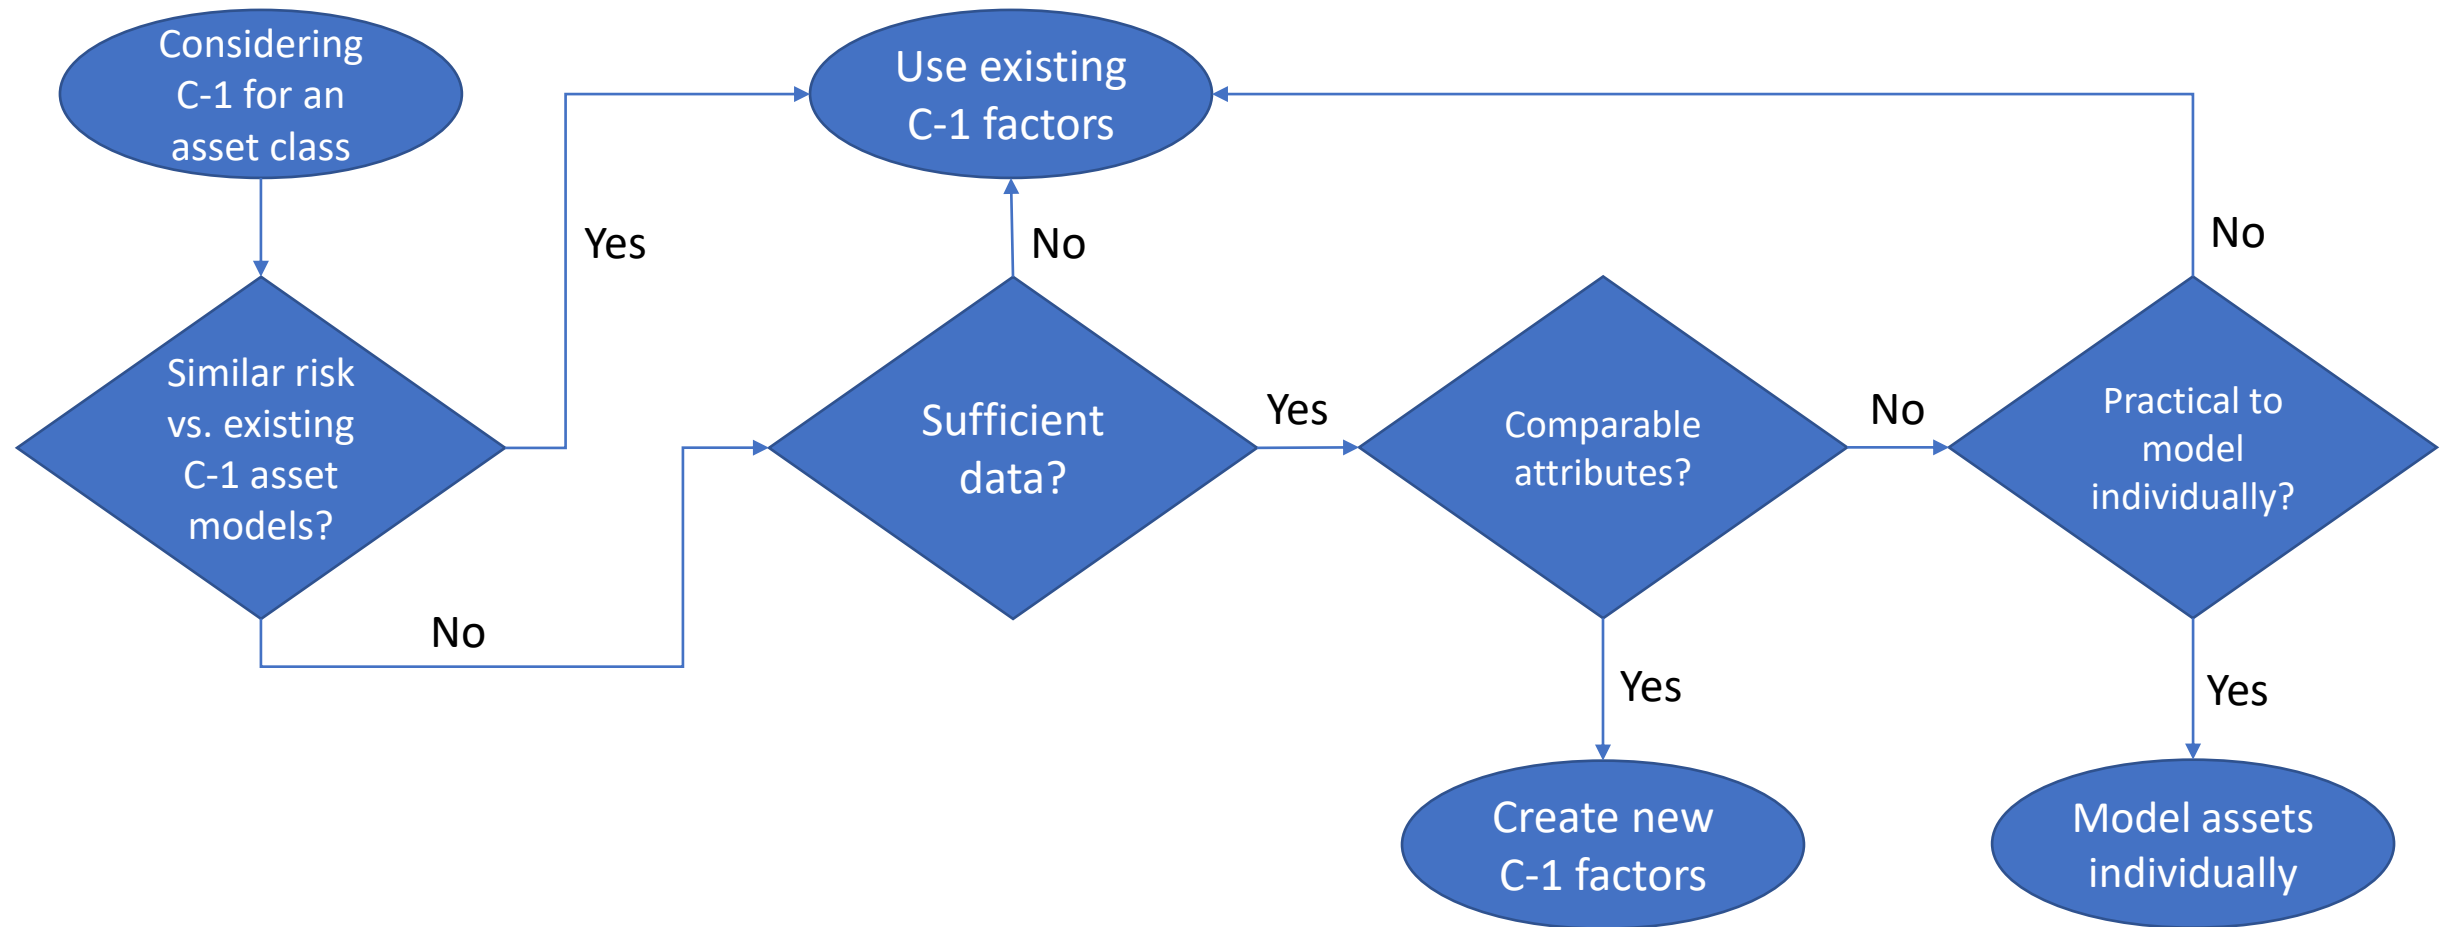 Considering
C-1 for an
asset class
Use existing
C-1 factors
Yes
No
No
Similar risk
vs. existing
C-1 asset
models?
Sufficient
data?
Yes
Comparable
attributes?
No
Practical to
model
individually?
No
Yes
Yes
Create new
C-1 factors
Model assets
individually